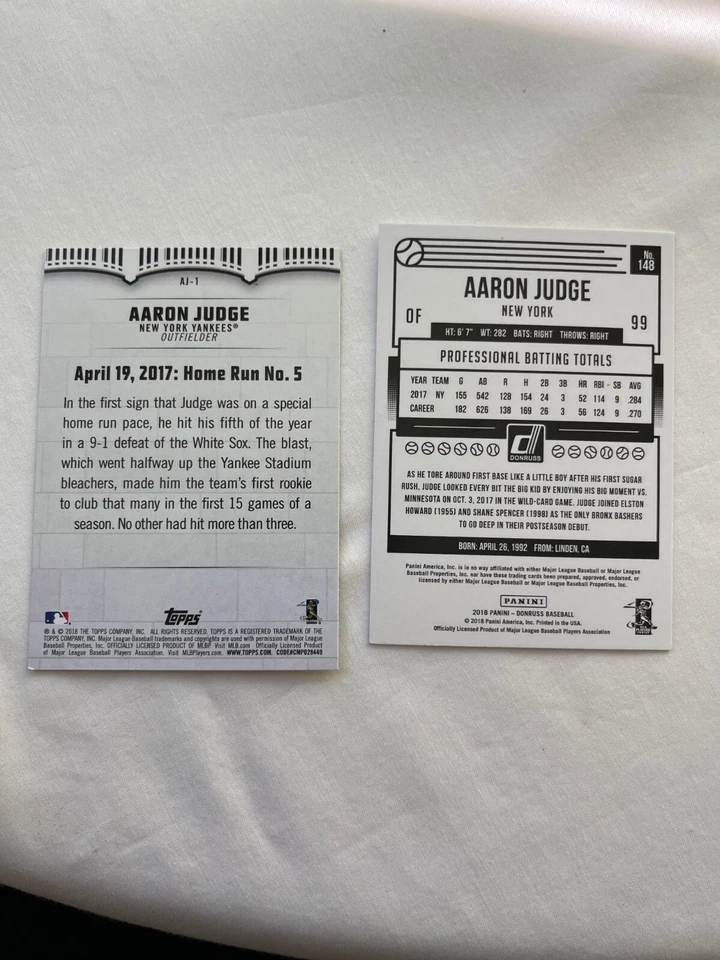 AJ-1
AARON JUDGE
NEW YORK YANKEES®
OUTFIELDER
April 19, 2017: Home Run No. 5
In the first sign that Judge was on a special
home run pace, he hit his fifth of the year
in a 9-1 defeat of the White Sox. The blast,
which went halfway up the Yankee Stadium
bleachers, made him the team's first rookie
to club that many in the first 15 games of a
season. No other had hit more than three.
Topps
® & © 2018 THE TOPPS COMPANY, INC. ALL RIGHTS RESERVED. TOPPS IS A REGISTERED TRADEMARK OF THE
TOPPS COMPANY, INC. Major League Baseball trademarks and copyrights are used with permission of Major League
Baseball Properties, Inc. OFFICIALLY LICENSED PRODUCT OF MLBP. Visit MLB.com Officially Licensed Product
of Major League Baseball Players Association. Visit MLBPlayers.com. WWW.TOPPS.COM. CODE#CMP028440
No.
148
AARON JUDGE
NEW YORK
OF
99
HT: 6' 7" WT: 282 BATS: RIGHT THROWS: RIGHT
PROFESSIONAL BATTING TOTALS
YEAR TEAM G AB R H 2B 3B HR RBI SB AVG
2017 NY 155 542 128 154 24 3 52 114 9 .284
CAREER 182 626 138 169 26 3 56 124 9 .270
DONRUSS
AS HE TORE AROUND FIRST BASE LIKE A LITTLE BOY AFTER HIS FIRST SUGAR
RUSH, JUDGE LOOKED EVERY BIT THE BIG KID BY ENJOYING HIS BIG MOMENT VS.
MINNESOTA ON OCT. 3, 2017 IN THE WILD-CARD GAME. JUDGE JOINED ELSTON
HOWARD (1955) AND SHANE SPENCER (1998) AS THE ONLY BRONX BASHERS
TO GO DEEP IN THEIR POSTSEASON DEBUT.
BORN: APRIL 26, 1992 FROM: LINDEN, CA
Panini America, Inc. is in no way affiliated with either Major League Baseball or Major League
Baseball Properties, Inc. nor have these trading cards been prepared, approved, endorsed, or
licensed by either Major League Baseball or Major League Baseball Properties, Inc.
PANINI
2018 PANINI – DONRUSS BASEBALL
© 2018 Panini America, Inc. Printed in the USA.
Officially Licensed Product of Major League Baseball Players Association